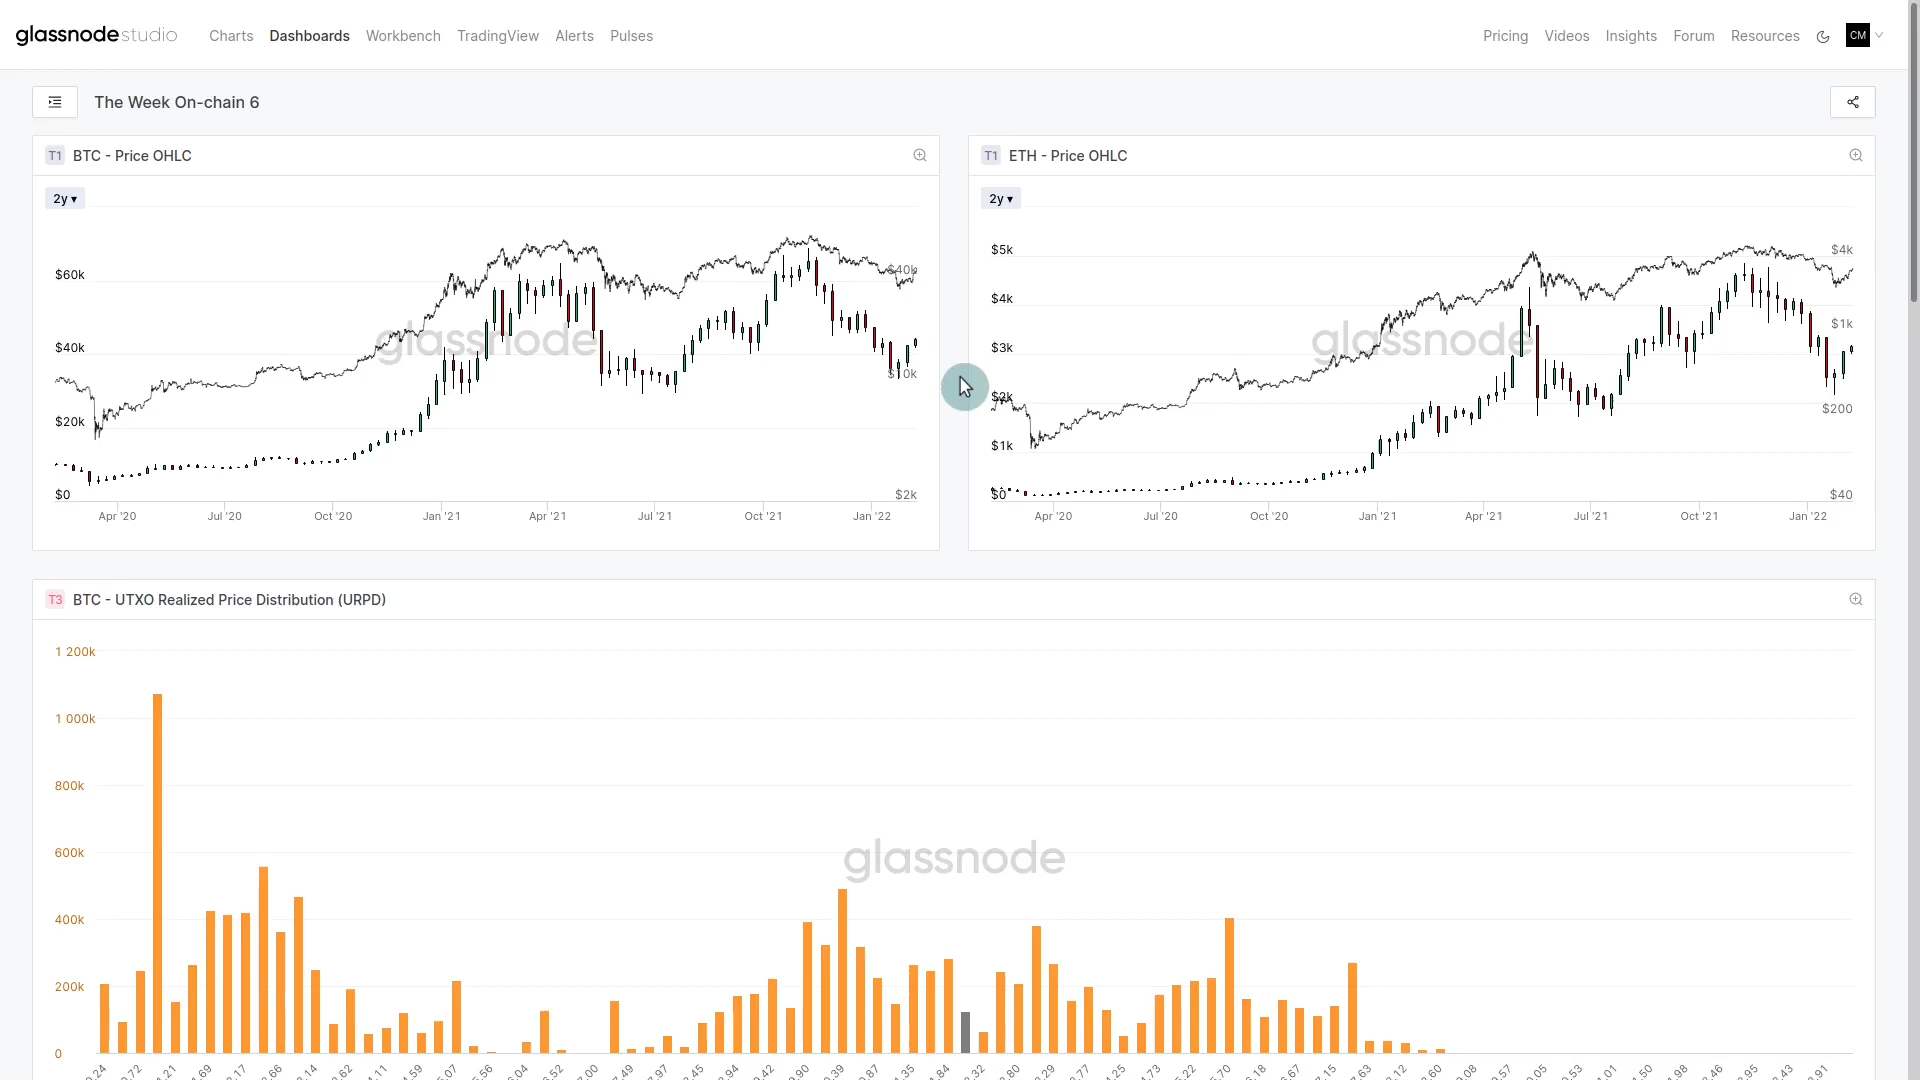 glassnode studio Charts Dashboards Workbench TradingView Alerts Pulses Pricing Videos Insights Forum Resources CM
The Week On-chain 6
T1 BTC - Price OHLC
2y ▾
$60k
$40k
$20k
$0
$40k
$10k
$2k
glassnode
Apr '20 Jul '20 Oct '20 Jan '21 Apr '21 Jul '21 Oct '21 Jan '22
T1 ETH - Price OHLC
2y ▾
$5k
$4k
$3k
$2k
$1k
$0
$4k
$1k
$200
$40
glassnode
Apr '20 Jul '20 Oct '20 Jan '21 Apr '21 Jul '21 Oct '21 Jan '22
T3 BTC - UTXO Realized Price Distribution (URPD)
1 200k
1 000k
800k
600k
400k
200k
0
glassnode